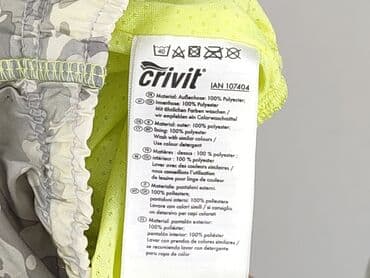 40
crivit®
IAN 107404
DE AT CH Material: Außenhose: 100% Polyester;
Innenhose: 100% Polyester
Mit ähnlichen Farben waschen /
wir empfehlen ein Colorwaschmittel
Material: outer: 100% polyester;
lining: 100% polyester
Wash with similar colours /
Use colour detergent
Matières : dessus : 100 % polyester;
intérieur : 100 % polyester
Laver avec des couleurs similaires /
nous conseillons l'utilisation
de lessive pour linge de couleur
Materiale: pantaloni esterni:
100% poliestere,
pantaloni interni: 100% poliestere
Lavare con colori simili / si consiglia
un detersivo per capi colorati
Material: pantalón exterior:
100% poliéster;
pantalón interior: 100% poliéster
Lavar con prendas de colores similares /
se recomienda detergente
para ropa de color